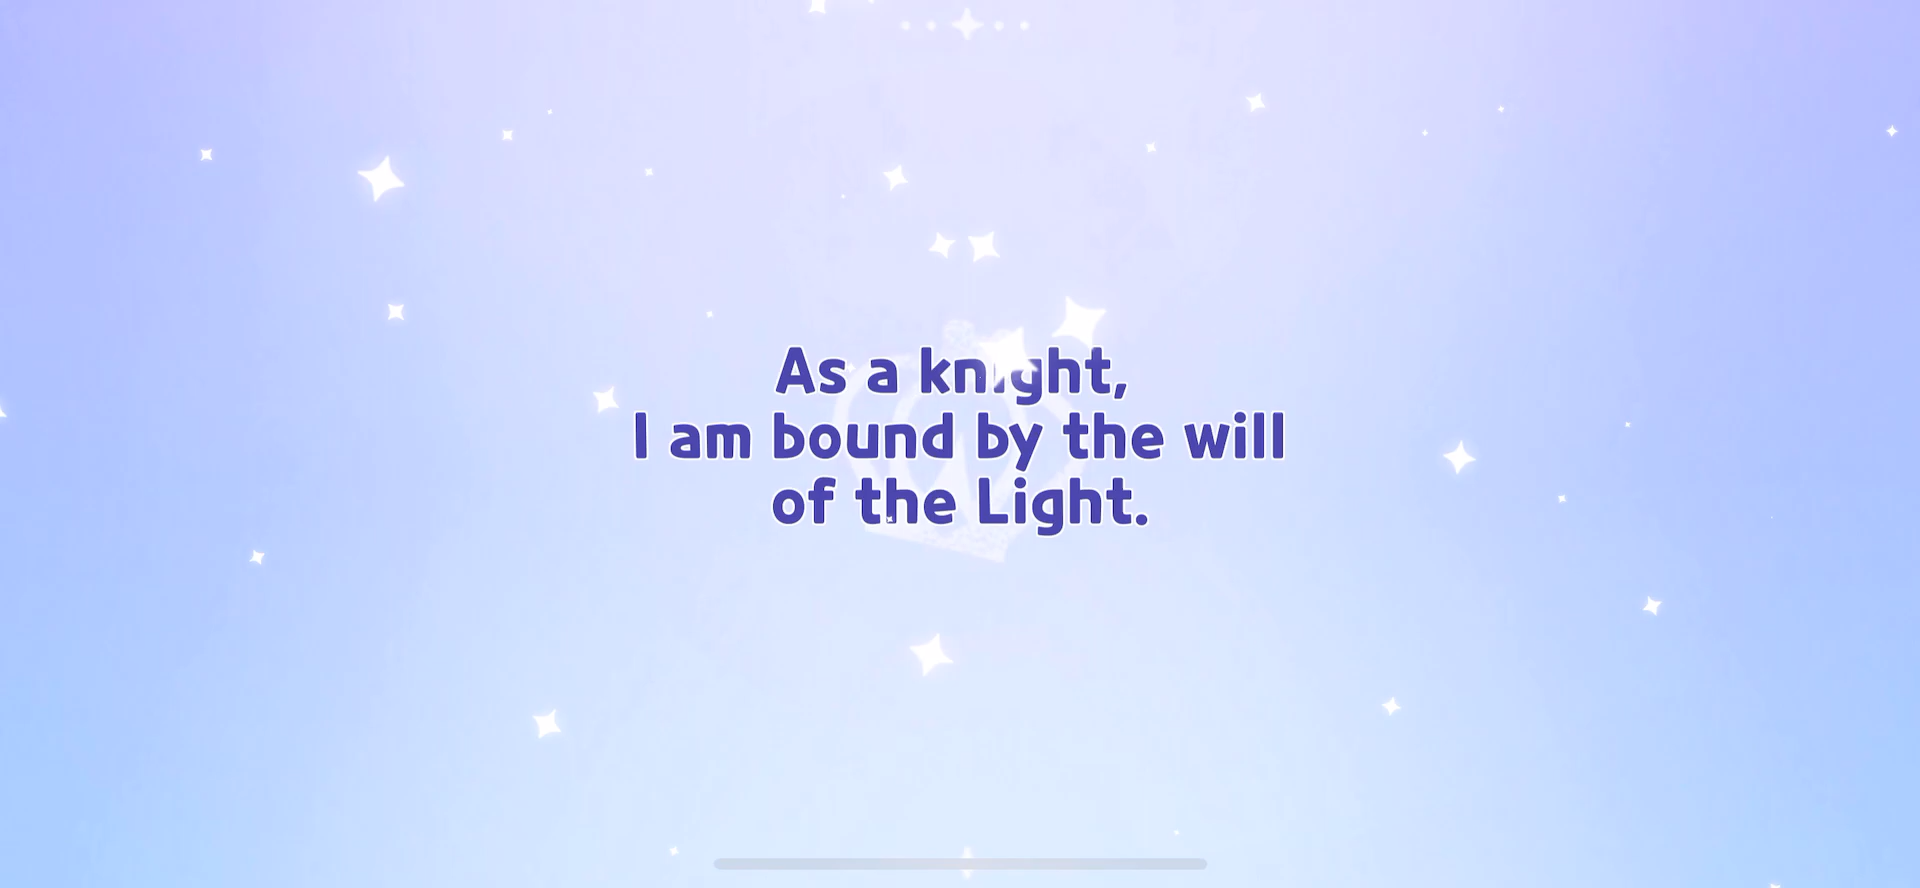 As a knight,
I am bound by the will
of the Light.